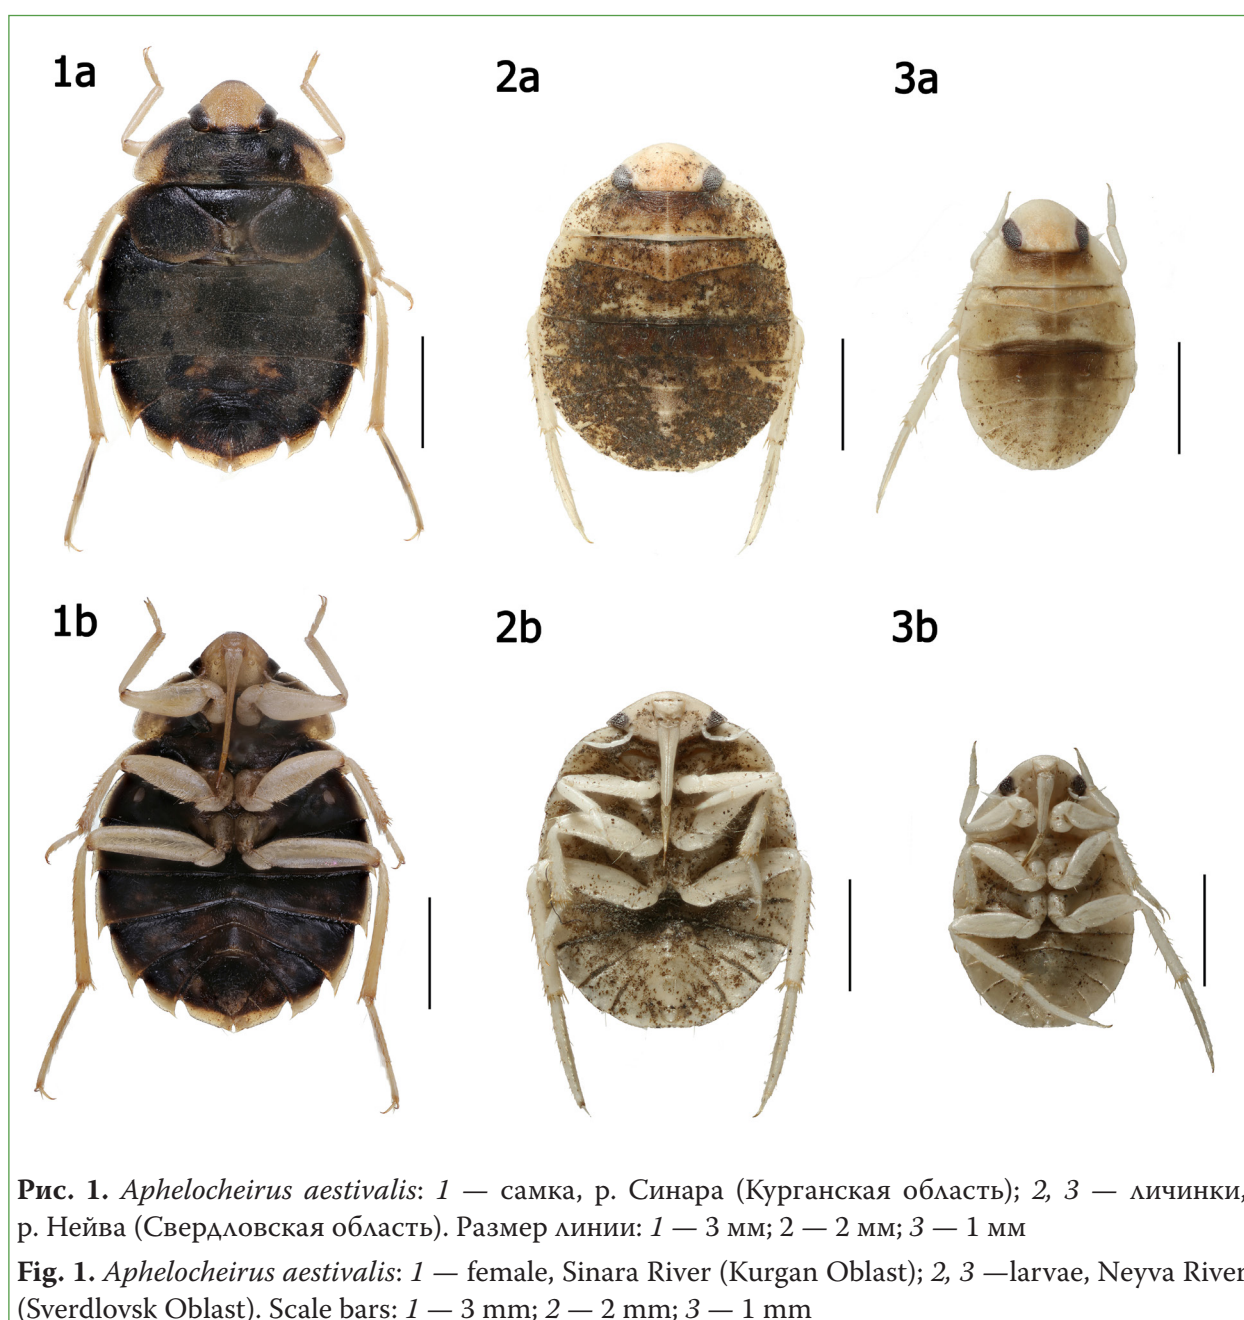 1a
2a
3a
1b
2b
3b
Рис. 1. Aphelocheirus aestivalis: 1 — самка, р. Синара (Курганская область); 2, 3 — личинки,
р. Нейва (Свердловская область). Размер линии: 1 — 3 мм; 2 — 2 мм; 3 — 1 мм
Fig. 1. Aphelocheirus aestivalis: 1 — female, Sinara River (Kurgan Oblast); 2, 3 —larvae, Neyva River
(Sverdlovsk Oblast). Scale bars: 1 — 3 mm; 2 — 2 mm; 3 — 1 mm